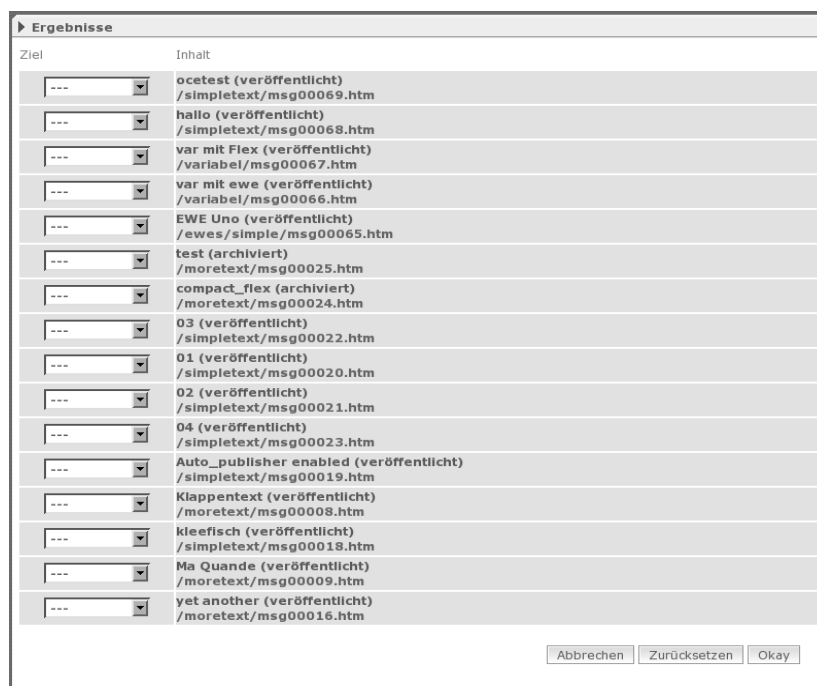 Ergebnisse
Ziel Inhalt
--- ocetest (veröffentlicht)
/simpletext/msg00069.htm
--- hallo (veröffentlicht)
/simpletext/msg00068.htm
--- var mit Flex (veröffentlicht)
/variabel/msg00067.htm
--- var mit ewe (veröffentlicht)
/variabel/msg00066.htm
--- EWE Uno (veröffentlicht)
/ewes/simple/msg00065.htm
--- test (archiviert)
/moretext/msg00025.htm
--- compact_flex (archiviert)
/moretext/msg00024.htm
--- 03 (veröffentlicht)
/simpletext/msg00022.htm
--- 01 (veröffentlicht)
/simpletext/msg00020.htm
--- 02 (veröffentlicht)
/simpletext/msg00021.htm
--- 04 (veröffentlicht)
/simpletext/msg00023.htm
--- Auto_publisher enabled (veröffentlicht)
/simpletext/msg00019.htm
--- Klappentext (veröffentlicht)
/moretext/msg00008.htm
--- kleefisch (veröffentlicht)
/simpletext/msg00018.htm
--- Ma Quande (veröffentlicht)
/moretext/msg00009.htm
--- yet another (veröffentlicht)
/moretext/msg00016.htm
Abbrechen Zurücksetzen Okay